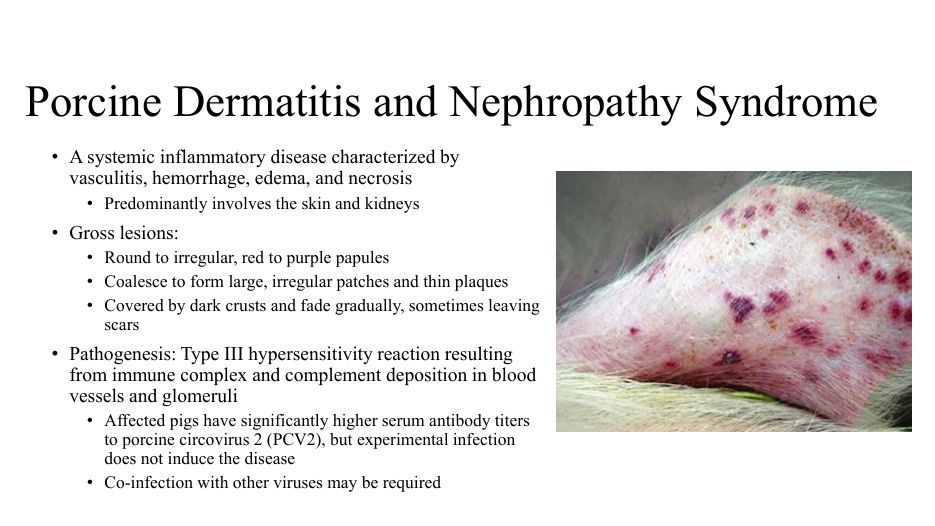 Porcine Dermatitis and Nephropathy Syndrome
• A systemic inflammatory disease characterized by
vasculitis, hemorrhage, edema, and necrosis
• Predominantly involves the skin and kidneys
• Gross lesions:
• Round to irregular, red to purple papules
• Coalesce to form large, irregular patches and thin plaques
• Covered by dark crusts and fade gradually, sometimes leaving
scars
• Pathogenesis: Type III hypersensitivity reaction resulting
from immune complex and complement deposition in blood
vessels and glomeruli
• Affected pigs have significantly higher serum antibody titers
to porcine circovirus 2 (PCV2), but experimental infection
does not induce the disease
• Co-infection with other viruses may be required